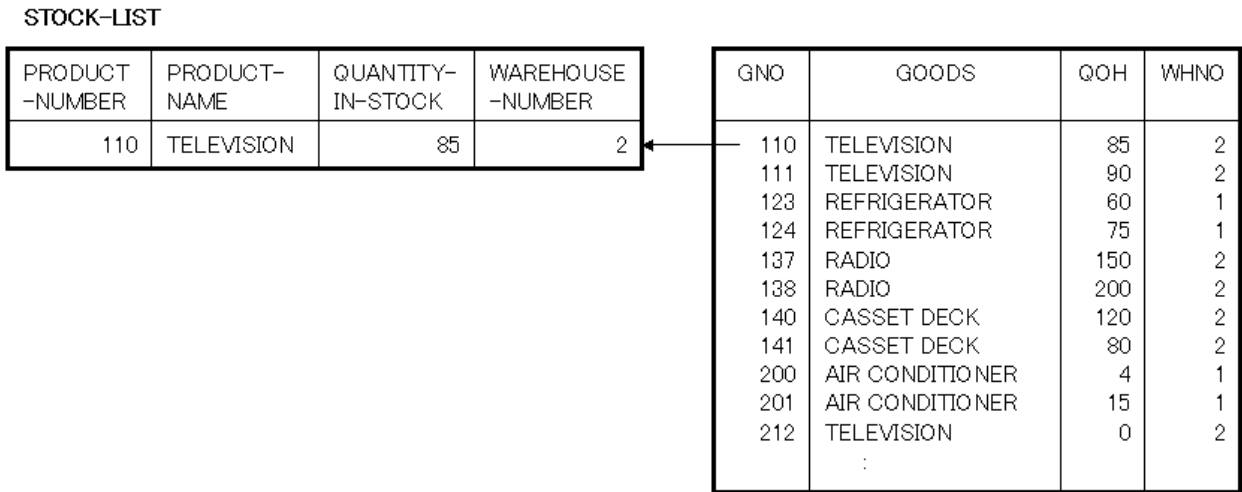 STOCK-LIST
PRODUCT PRODUCT- QUANTITY- WAREHOUSE
-NUMBER NAME IN-STOCK -NUMBER
110 TELEVISION 85 2
GNO GOODS QOH WHNO
110 TELEVISION 85 2
111 TELEVISION 90 2
123 REFRIGERATOR 60 1
124 REFRIGERATOR 75 1
137 RADIO 150 2
138 RADIO 200 2
140 CASSET DECK 120 2
141 CASSET DECK 80 2
200 AIR CONDITIONER 4 1
201 AIR CONDITIONER 15 1
212 TELEVISION 0 2
: